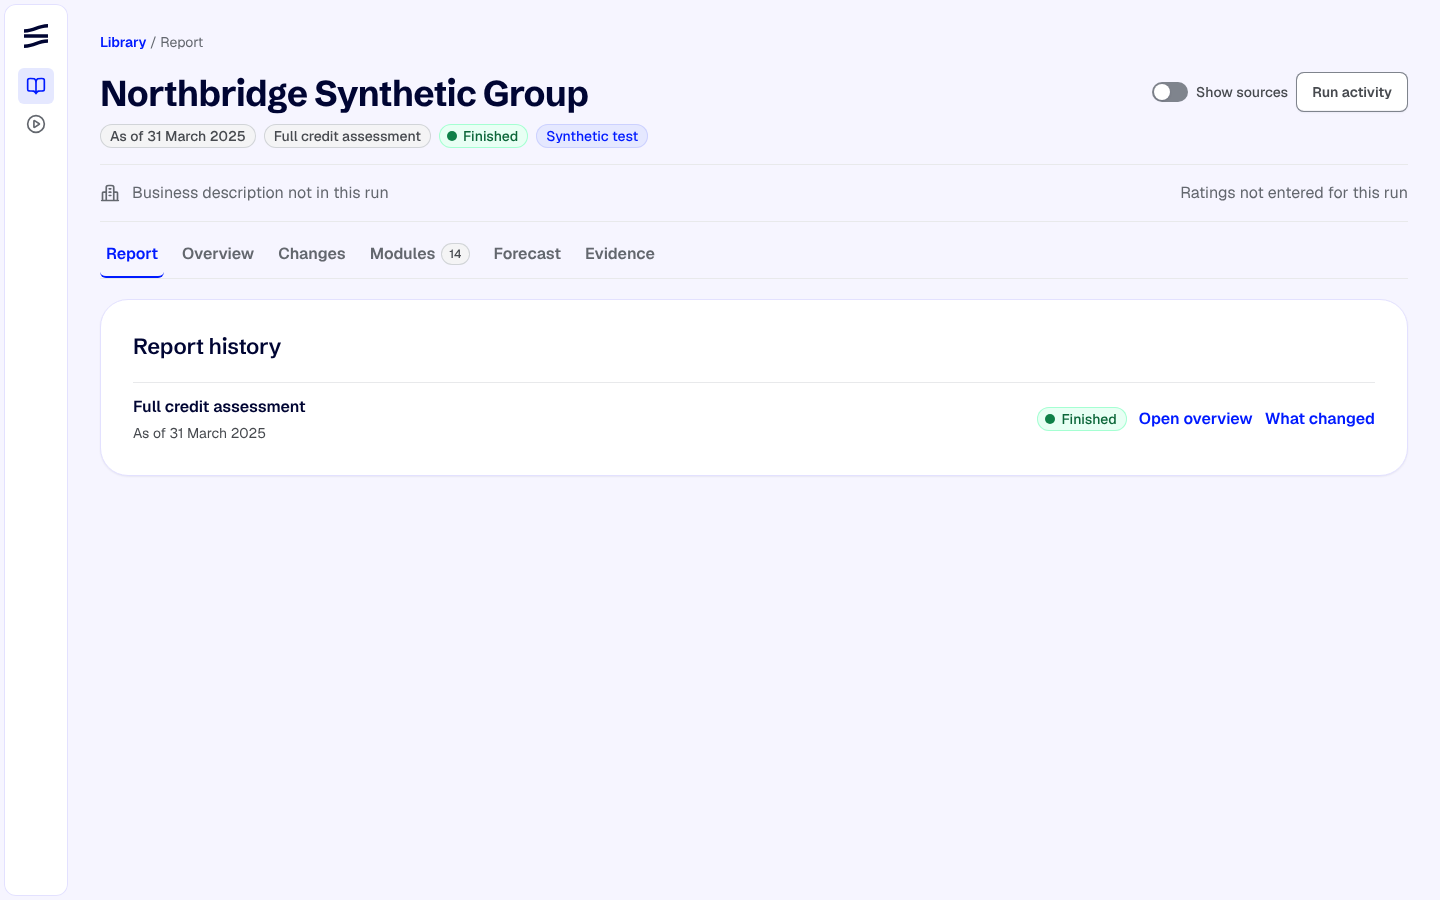 Library / Report
Northbridge Synthetic Group
Show sources
Run activity
As of 31 March 2025
Full credit assessment
Finished
Synthetic test
Business description not in this run
Ratings not entered for this run
Report
Overview
Changes
Modules 14
Forecast
Evidence
Report history
Full credit assessment
As of 31 March 2025
Finished
Open overview
What changed